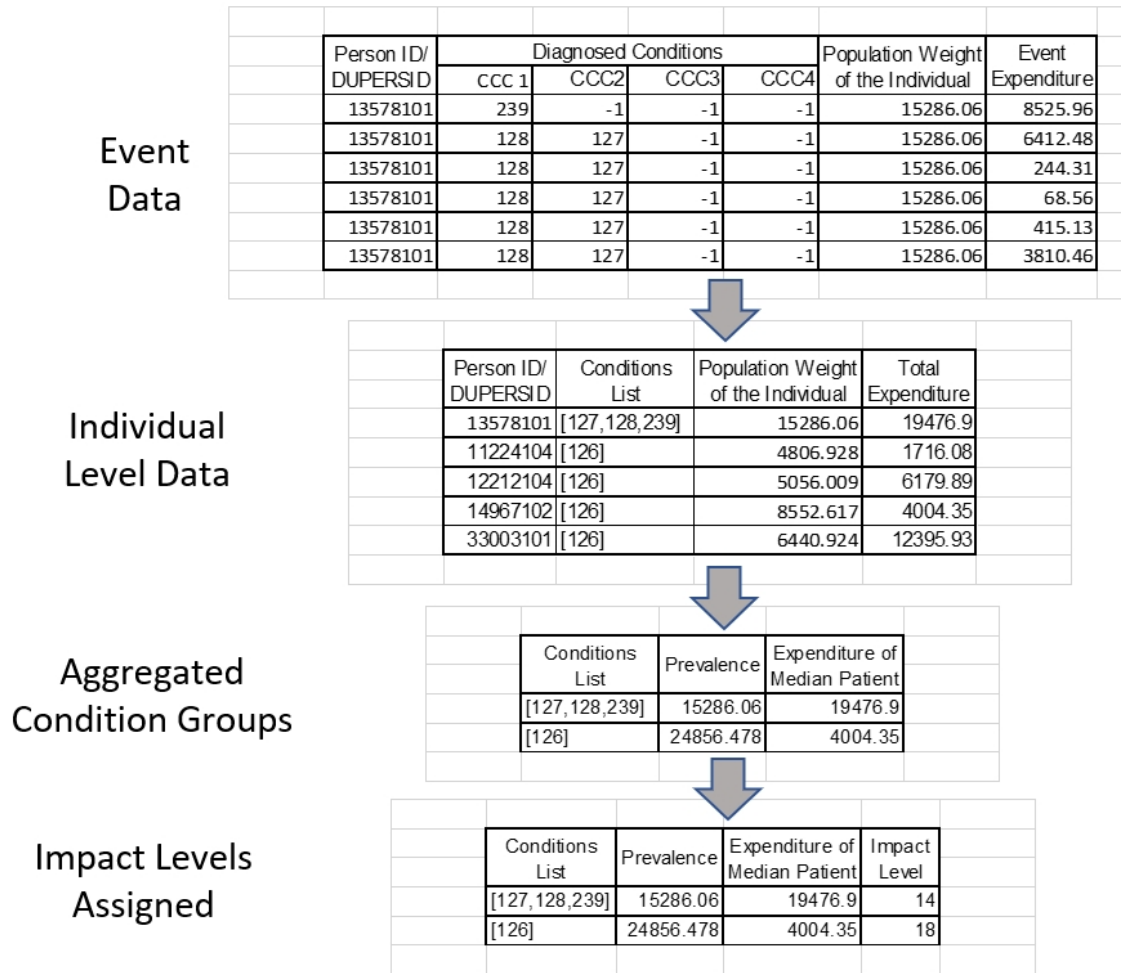 Event
Data
Person ID/ DUPERSID Diagnosed Conditions Population Weight of the Individual Event Expenditure
CCC 1 CCC2 CCC3 CCC4
13578101 239 -1 -1 -1 15286.06 8525.96
13578101 128 127 -1 -1 15286.06 6412.48
13578101 128 127 -1 -1 15286.06 244.31
13578101 128 127 -1 -1 15286.06 68.56
13578101 128 127 -1 -1 15286.06 415.13
13578101 128 127 -1 -1 15286.06 3810.46
Individual
Level Data
Person ID/ Conditions Population Weight Total
DUPERSID List of the Individual Expenditure
13578101 [127,128,239] 15286.06 19476.9
11224104 [126] 4806.928 1716.08
12212104 [126] 5056.009 6179.89
14967102 [126] 8552.617 4004.35
33003101 [126] 6440.924 12395.93
Aggregated
Condition Groups
Conditions List Prevalence Expenditure of Median Patient
[127,128,239] 15286.06 19476.9
[126] 24856.478 4004.35
Impact Levels
Assigned
Conditions List Prevalence Expenditure of Median Patient Impact Level
[127,128,239] 15286.06 19476.9 14
[126] 24856.478 4004.35 18